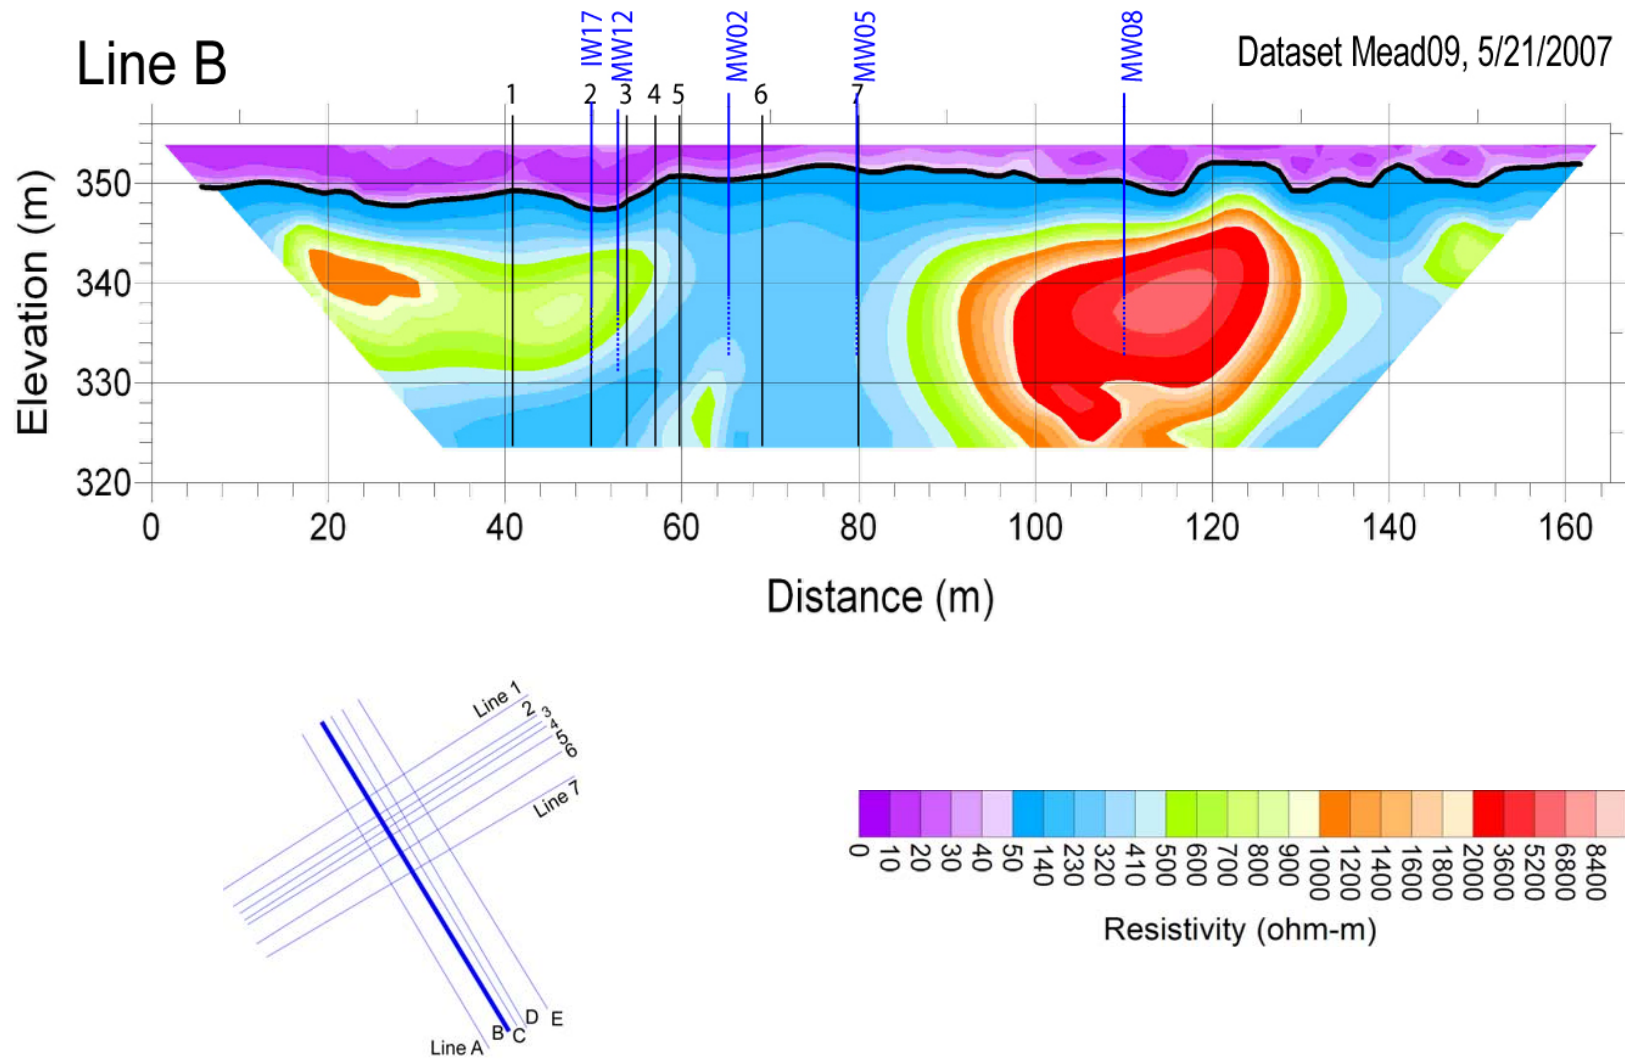 Line B
IW17
MW12
MW02
MW05
MW08
Dataset Mead09, 5/21/2007
1 2 3 4 5 6 7
Elevation (m)
350
340
330
320
0 20 40 60 80 100 120 140 160
Distance (m)
Line 1
2
3
4
5
6
Line 7
Line A B C D E
0 10 20 30 40 50 140 230 320 410 500 600 700 800 900 1000 1200 1400 1600 1800 2000 3600 5200 6800 8400
Resistivity (ohm-m)